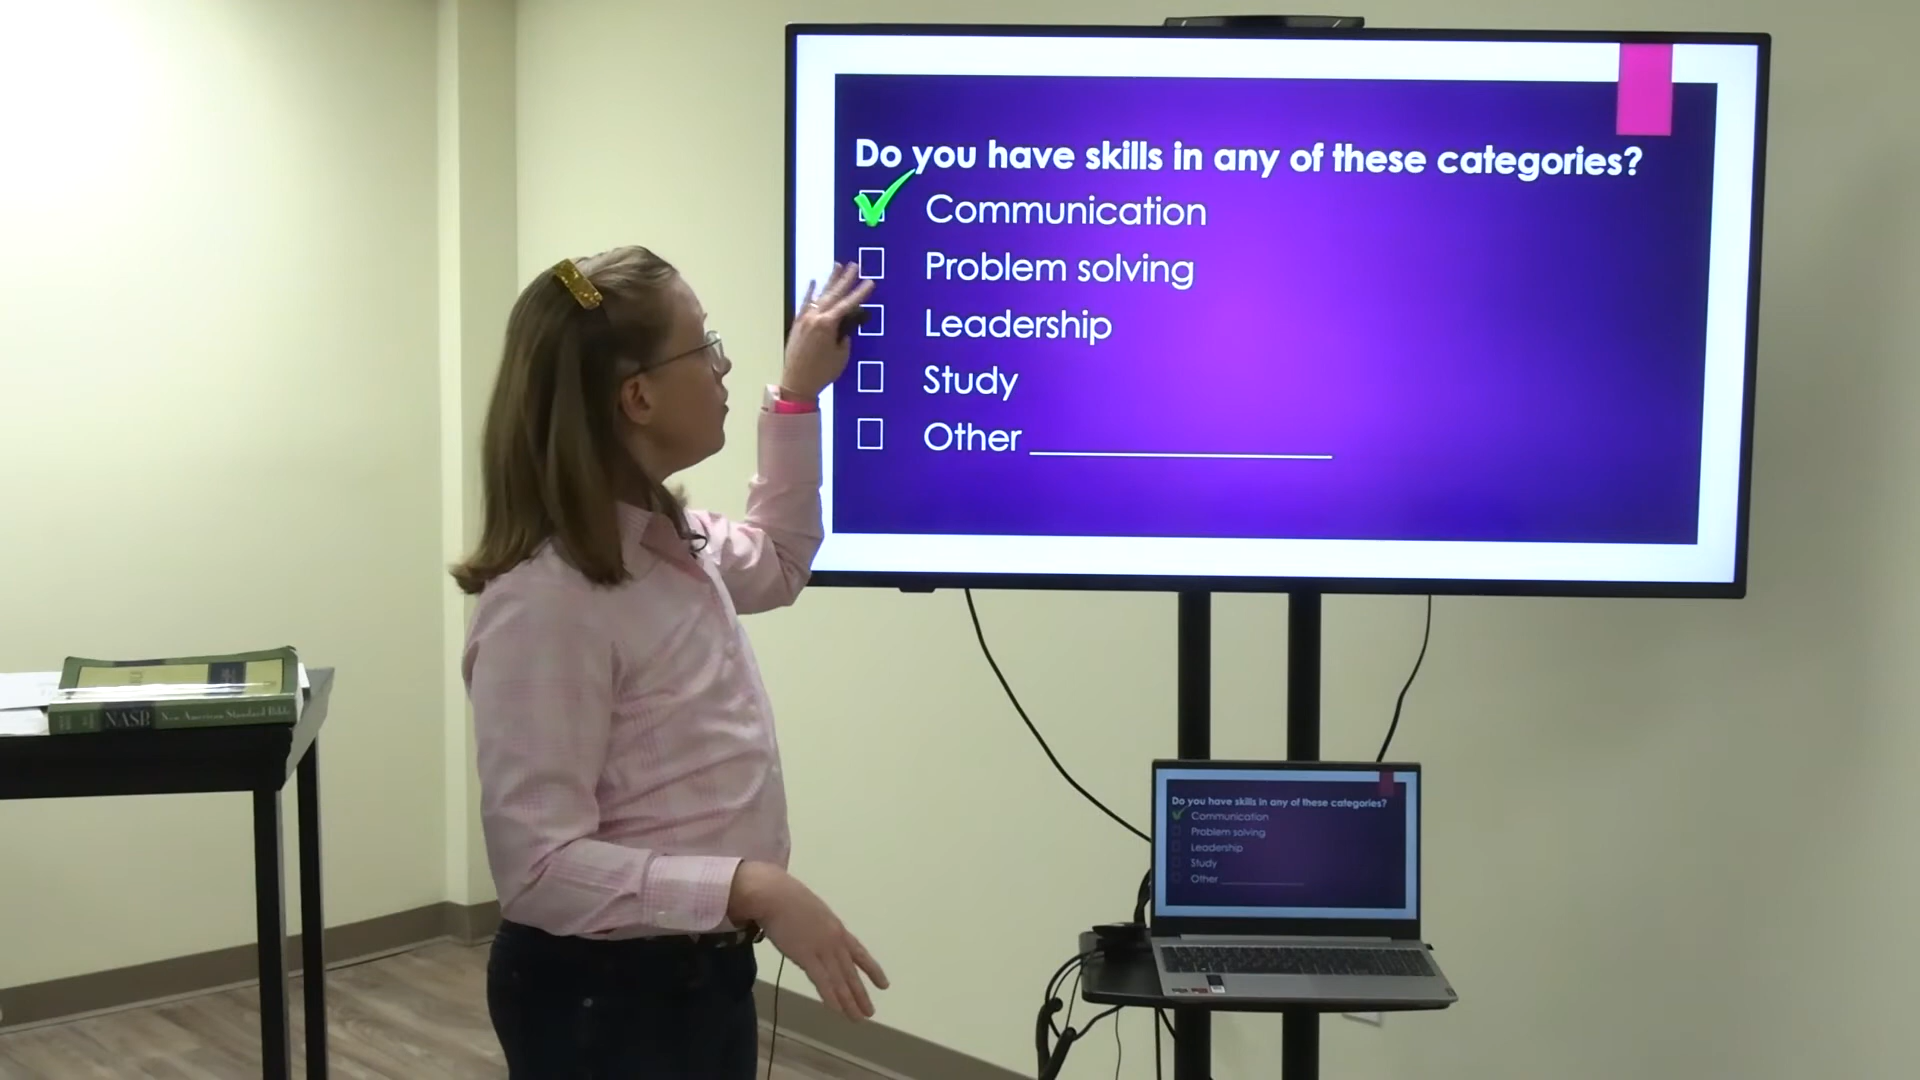 Do you have skills in any of these categories?
Communication
Problem solving
Leadership
Study
Other
NASB New American Standard Bible
Do you have skills in any of these categories?
Communication
Problem solving
Leadership
Study
Other